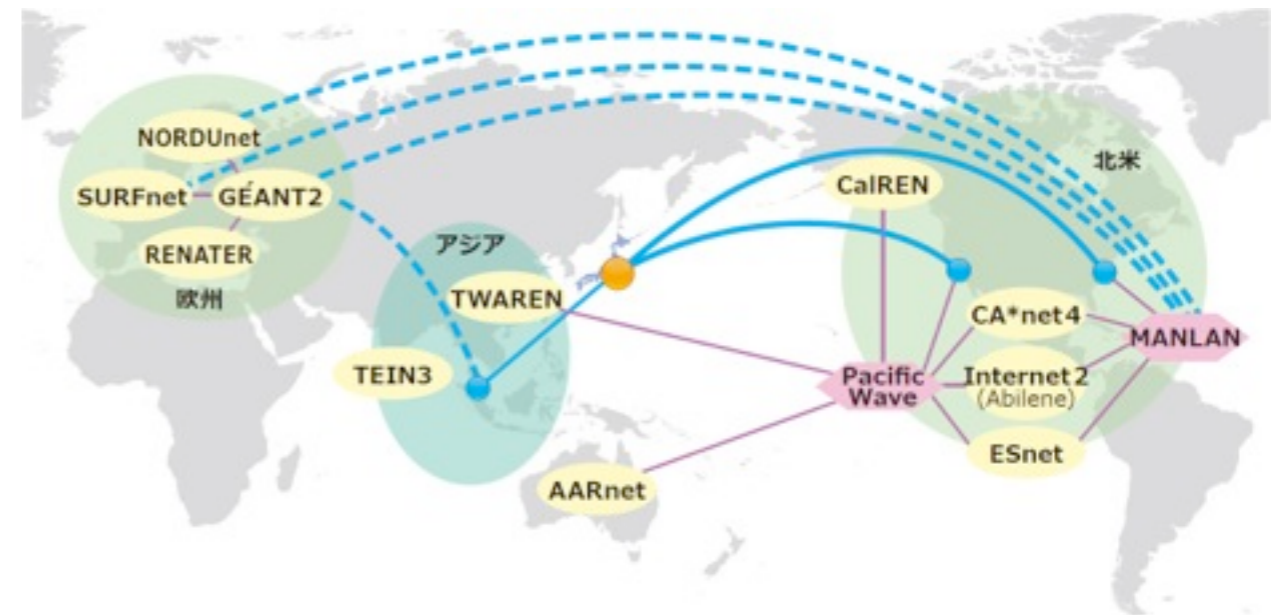 NORDUnet
SURFnet
GÉANT2
RENATER
欧州
アジア
TWAREN
TEIN3
AARnet
北米
CalREN
CA*net4
MANLAN
Pacific
Wave
Internet2
(Abilene)
ESnet